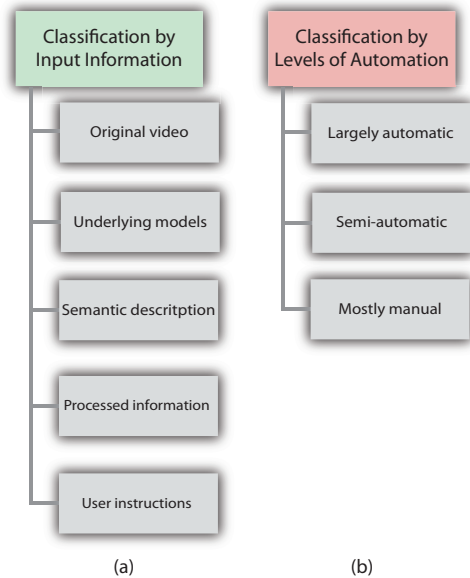 Classification by
Input Information
Original video
Underlying models
Semantic descritption
Processed information
User instructions
(a)
Classification by
Levels of Automation
Largely automatic
Semi-automatic
Mostly manual
(b)